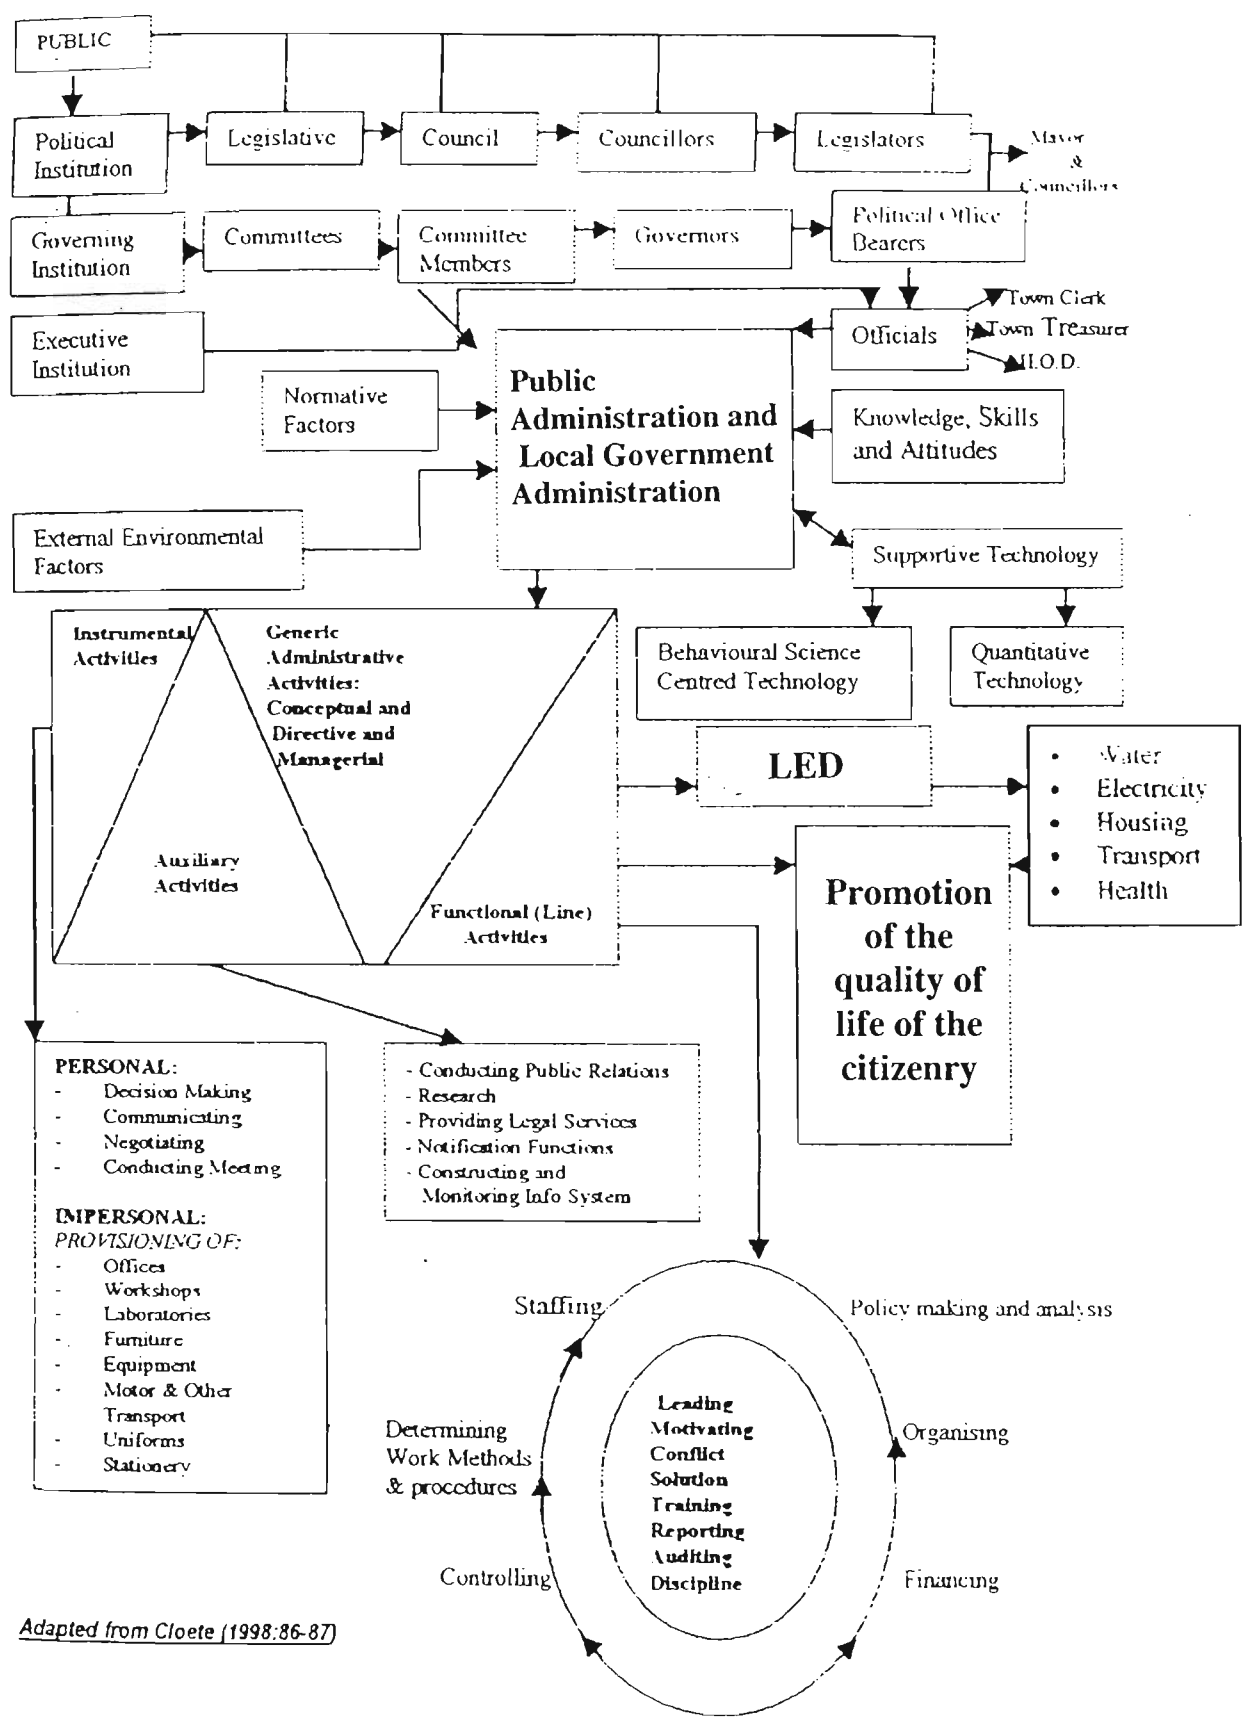 PUBLIC
Political
Institution
Legislative
Council
Councillors
Legislators
Mayor
&
Councillors
Governing
Institution
Committees
Committee
Members
Governors
Political Office
Bearers
Executive
Institution
Officials
Town Clerk
Town Treasurer
H.O.D.
Normative
Factors
Public
Administration and
Local Government
Administration
Knowledge, Skills
and Attitudes
External Environmental
Factors
Supportive Technology
Behavioural Science
Centred Technology
Quantitative
Technology
Instrumental
Activities
Generic
Administrative
Activities:
Conceptual and
Directive and
Managerial
Auxiliary
Activities
Functional (Line)
Activities
LED
• Water
• Electricity
• Housing
• Transport
• Health
Promotion
of the
quality of
life of the
citizenry
PERSONAL:
- Decision Making
- Communicating
- Negotiating
- Conducting Meeting
IMPERSONAL:
PROVISIONING OF:
- Offices
- Workshops
- Laboratories
- Furniture
- Equipment
- Motor & Other
Transport
- Uniforms
- Stationery
- Conducting Public Relations
- Research
- Providing Legal Services
- Notification Functions
- Constructing and
Monitoring Info System
Staffing
Policy making and analysis
Determining
Work Methods
& procedures
Organising
Controlling
Financing
Leading
Motivating
Conflict
Solution
Training
Reporting
Auditing
Discipline
Adapted from Cloete (1998:86-87)